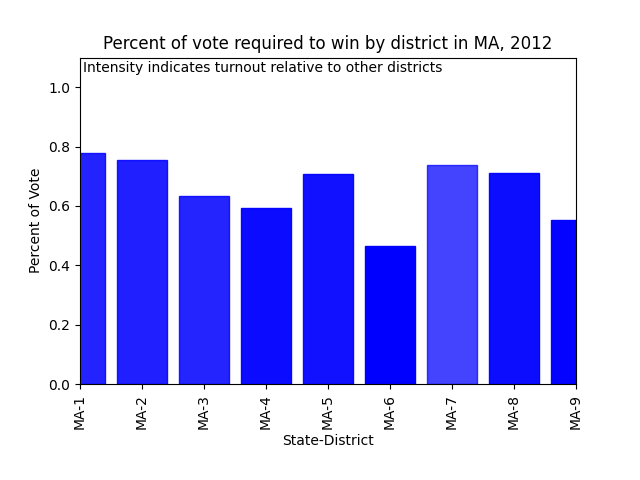 Percent of vote required to win by district in MA, 2012
Intensity indicates turnout relative to other districts
1.0
0.8
0.6
0.4
0.2
0.0
Percent of Vote
MA-1
MA-2
MA-3
MA-4
MA-5
MA-6
MA-7
MA-8
MA-9
State-District